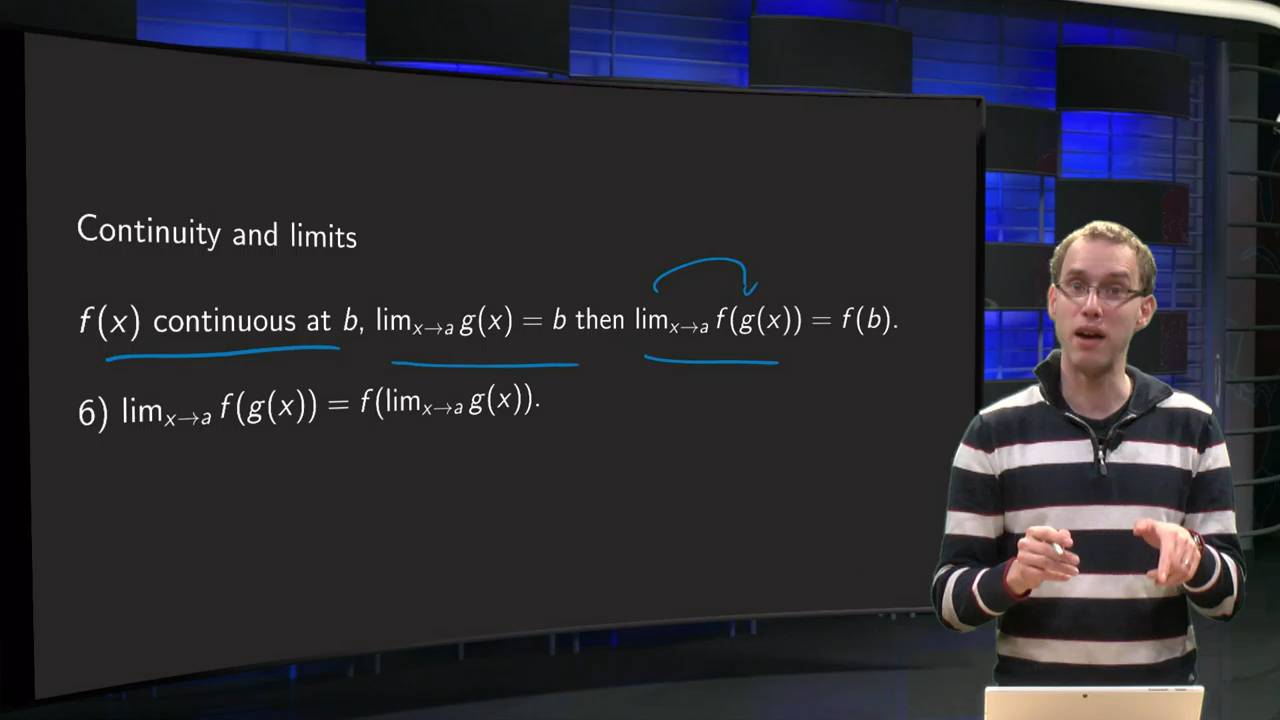 Continuity and limits
f(x) continuous at b, lim_{x→a} g(x) = b then lim_{x→a} f(g(x)) = f(b).
6) lim_{x→a} f(g(x)) = f(lim_{x→a} g(x)).